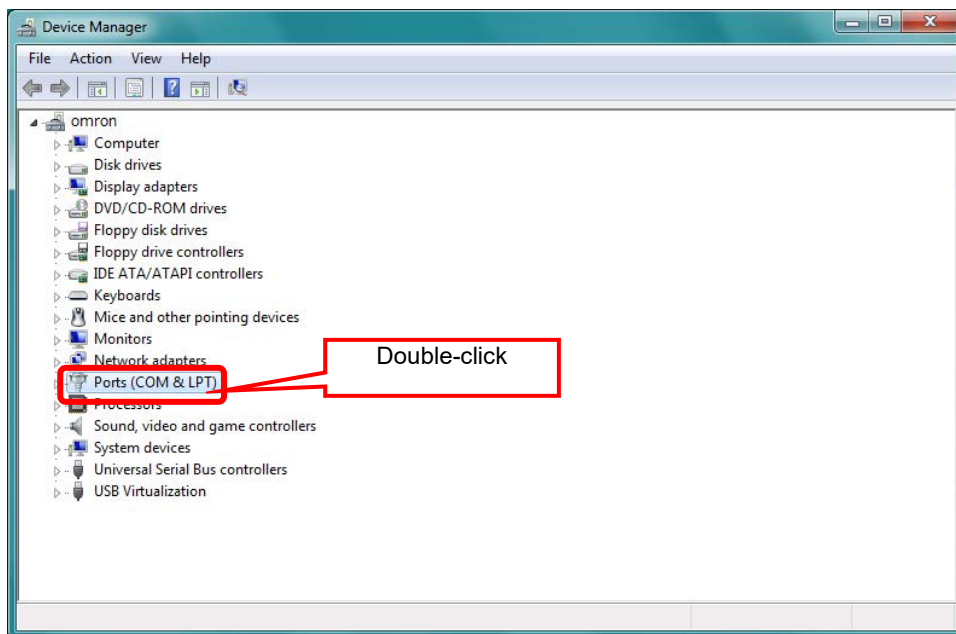 Device Manager
File Action View Help
omron
Computer
Disk drives
Display adapters
DVD/CD-ROM drives
Floppy disk drives
Floppy drive controllers
IDE ATA/ATAPI controllers
Keyboards
Mice and other pointing devices
Monitors
Network adapters
Double-click
Ports (COM & LPT)
Processors
Sound, video and game controllers
System devices
Universal Serial Bus controllers
USB Virtualization